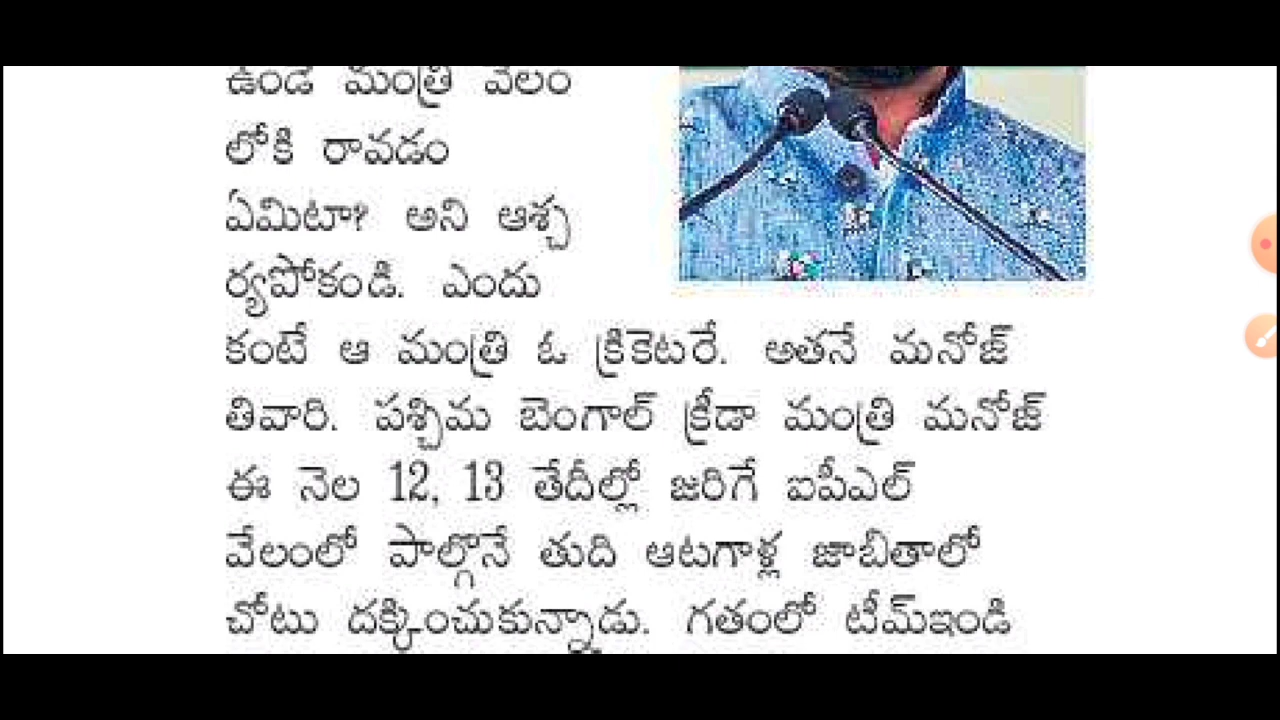 ఉండే మంత్రి వేలం
లోకి రావడం
ఏమిటా? అని ఆశ్చ
ర్యపోకండి. ఎందు
కంటే ఆ మంత్రి ఓ క్రికెటరే. అతనే మనోజ్
తివారి. పశ్చిమ బెంగాల్ క్రీడా మంత్రి మనోజ్
ఈ నెల 12, 13 తేదీల్లో జరిగే ఐపీఎల్
వేలంలో పాల్గొనే తుది ఆటగాళ్ల జాబితాలో
చోటు దక్కించుకున్నాడు. గతంలో టీమ్ఇండి